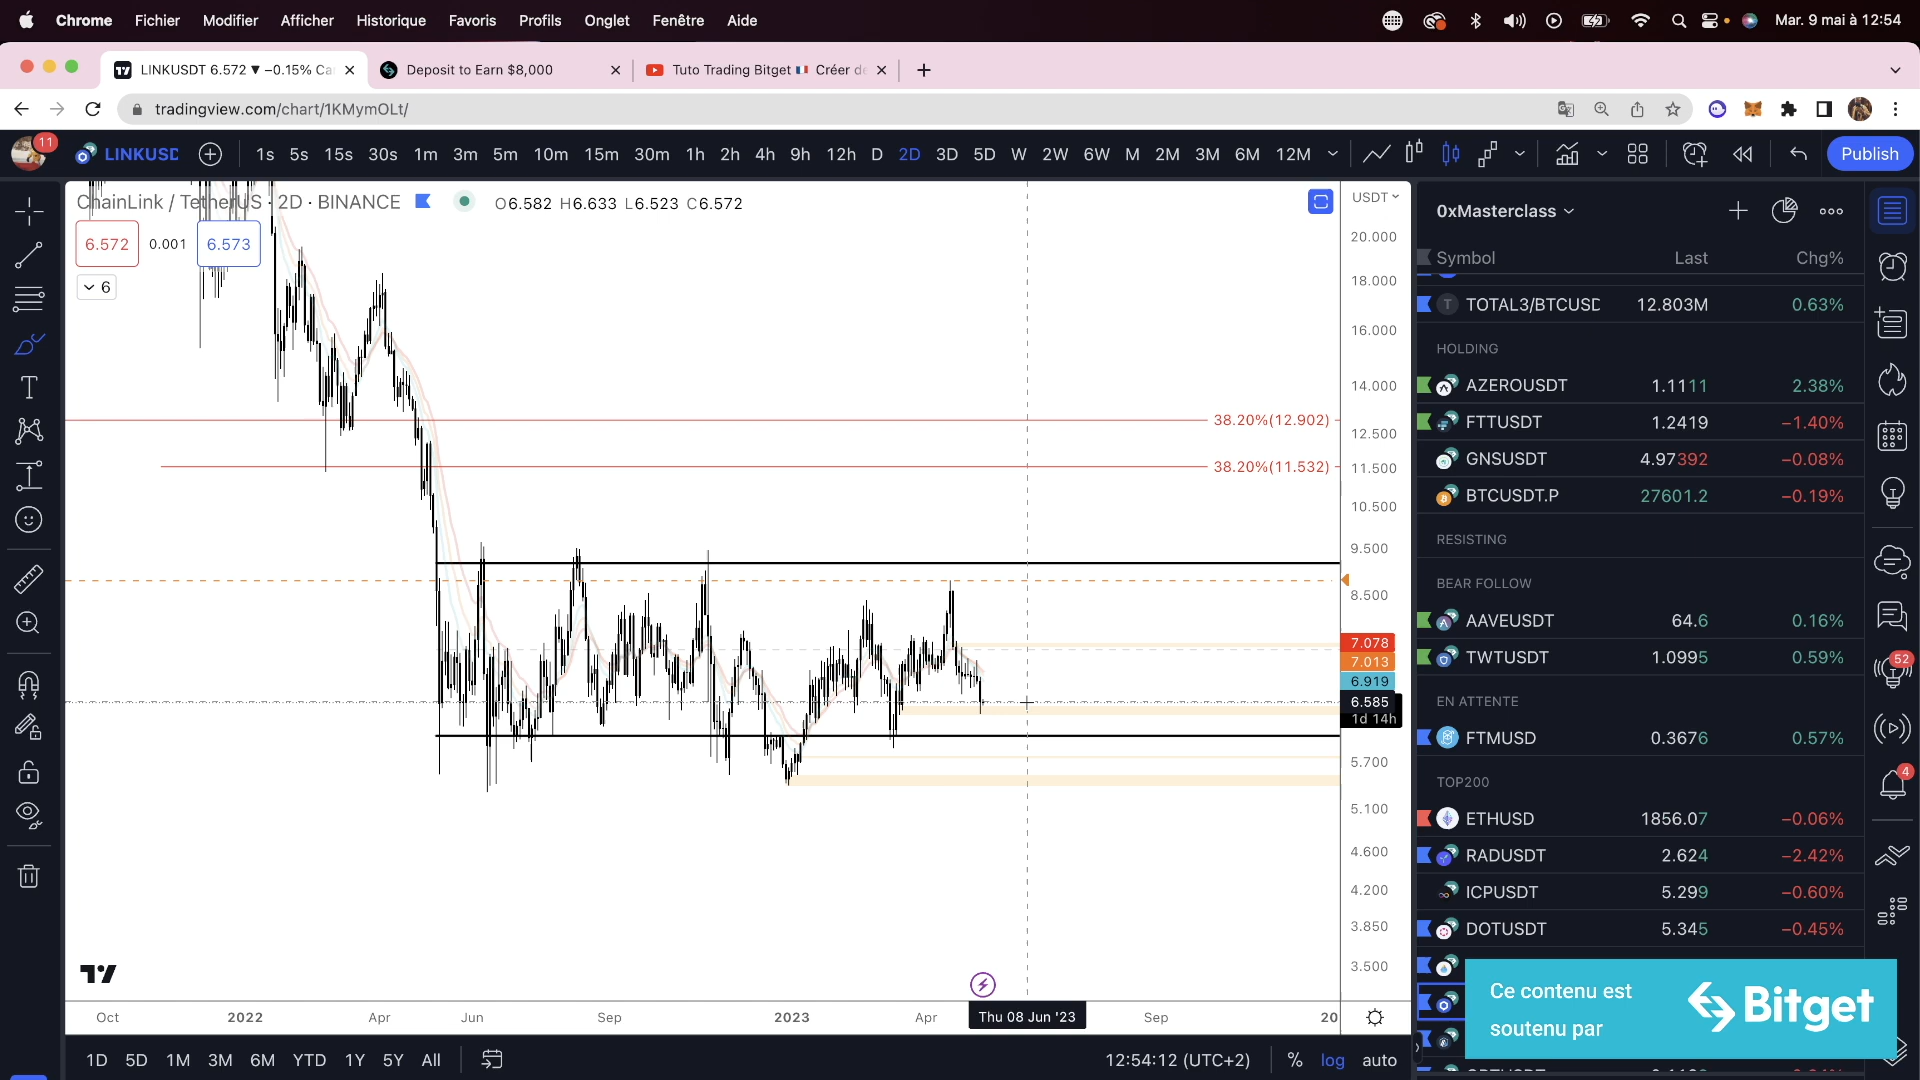 Chrome Fichier Modifier Afficher Historique Favoris Profils Onglet Fenêtre Aide Mar. 9 mai à 12:54
LINKUSDT 6.572 ▼ −0.15% Ca Deposit to Earn $8,000 Tuto Trading Bitget Créer de
tradingview.com/chart/1KMymOLt/
11 LINKUSD 1s 5s 15s 30s 1m 3m 5m 10m 15m 30m 1h 2h 4h 9h 12h D 2D 3D 5D W 2W 6W M 2M 3M 6M 12M Publish
ChainLink / TetherUS · 2D · BINANCE O6.582 H6.633 L6.523 C6.572
6.572 0.001 6.573
6
38.20%(12.902)
38.20%(11.532)
USDT
20.000
18.000
16.000
14.000
12.500
11.500
10.500
9.500
8.500
7.078
7.013
6.919
6.585
1d 14h
5.700
5.100
4.600
4.200
3.850
3.500
Oct 2022 Apr Jun Sep 2023 Apr Thu 08 Jun '23 Sep 20
1D 5D 1M 3M 6M YTD 1Y 5Y All 12:54:12 (UTC+2) % log auto
0xMasterclass
Symbol Last Chg%
TOTAL3/BTCUSD 12.803M 0.63%
HOLDING
AZEROUSDT 1.1111 2.38%
FTTUSDT 1.2419 −1.40%
GNSUSDT 4.97392 −0.08%
BTCUSDT.P 27601.2 −0.19%
RESISTING
BEAR FOLLOW
AAVEUSDT 64.6 0.16%
TWTUSDT 1.0995 0.59%
EN ATTENTE
FTMUSD 0.3676 0.57%
TOP200
ETHUSD 1856.07 −0.06%
RADUSDT 2.624 −2.42%
ICPUSDT 5.299 −0.60%
DOTUSDT 5.345 −0.45%
52
4
Ce contenu est
soutenu par
Bitget